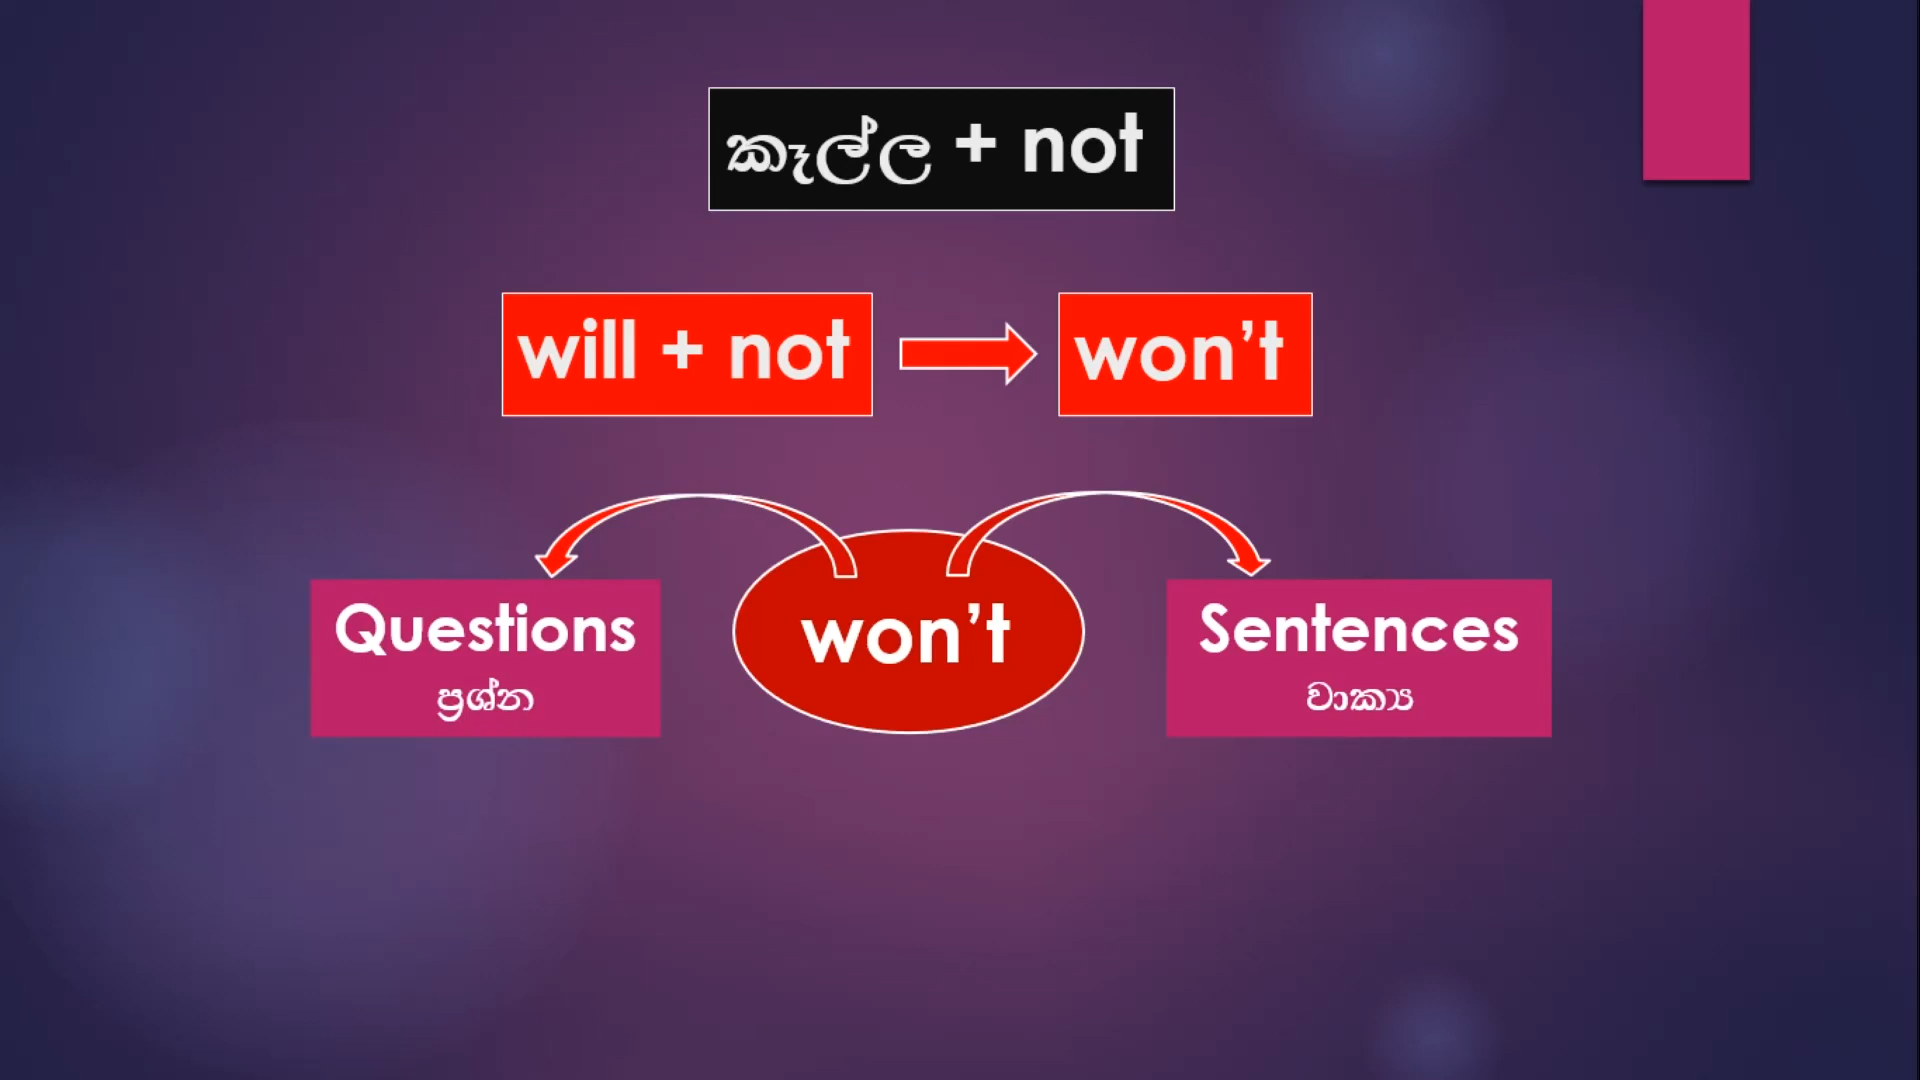 කෑල්ල + not
will + not
won’t
won’t
Questions
ප්‍රශ්න
Sentences
වාක්‍ය